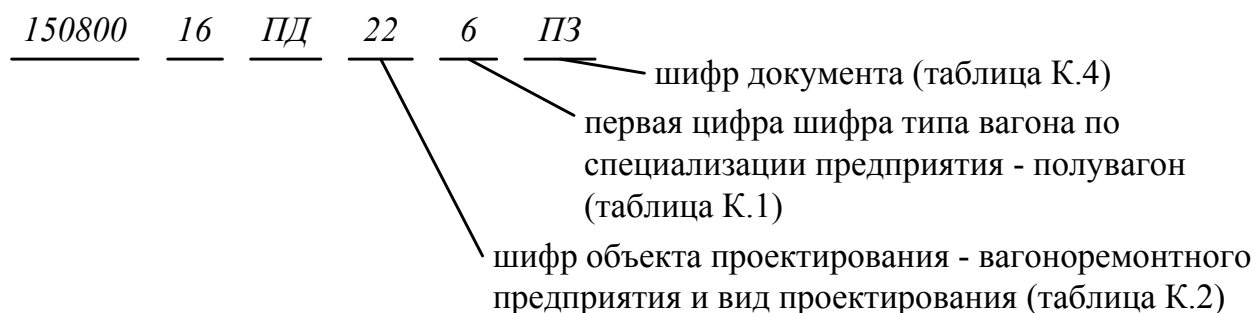 150800 16 ПД 22 6 ПЗ
шифр документа (таблица К.4)
первая цифра шифра типа вагона по
специализации предприятия - полувагон
(таблица К.1)
шифр объекта проектирования - вагоноремонтного
предприятия и вид проектирования (таблица К.2)